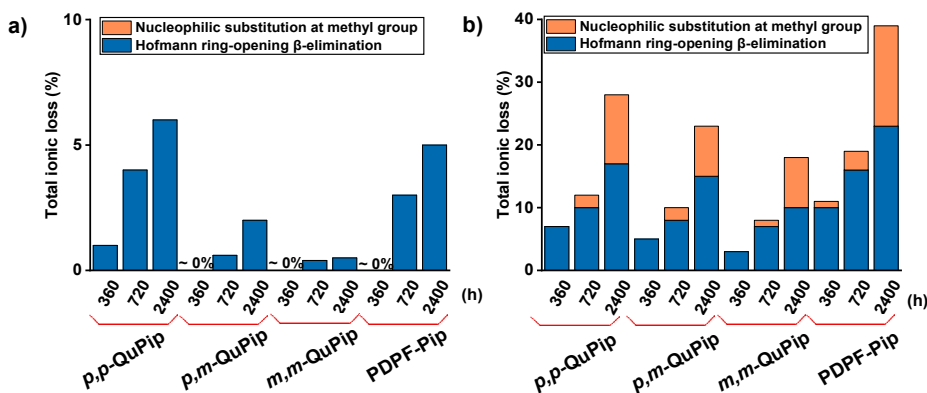 a)
Nucleophilic substitution at methyl group
Hofmann ring-opening β-elimination
Total ionic loss (%)
10
5
0
~ 0%
~ 0%
~ 0%
360
720
2400
360
720
2400
360
720
2400
360
720
2400
(h)
p,p-QuPip
p,m-QuPip
m,m-QuPip
PDPF-Pip
b)
Nucleophilic substitution at methyl group
Hofmann ring-opening β-elimination
Total ionic loss (%)
40
30
20
10
0
360
720
2400
360
720
2400
360
720
2400
360
720
2400
(h)
p,p-QuPip
p,m-QuPip
m,m-QuPip
PDPF-Pip